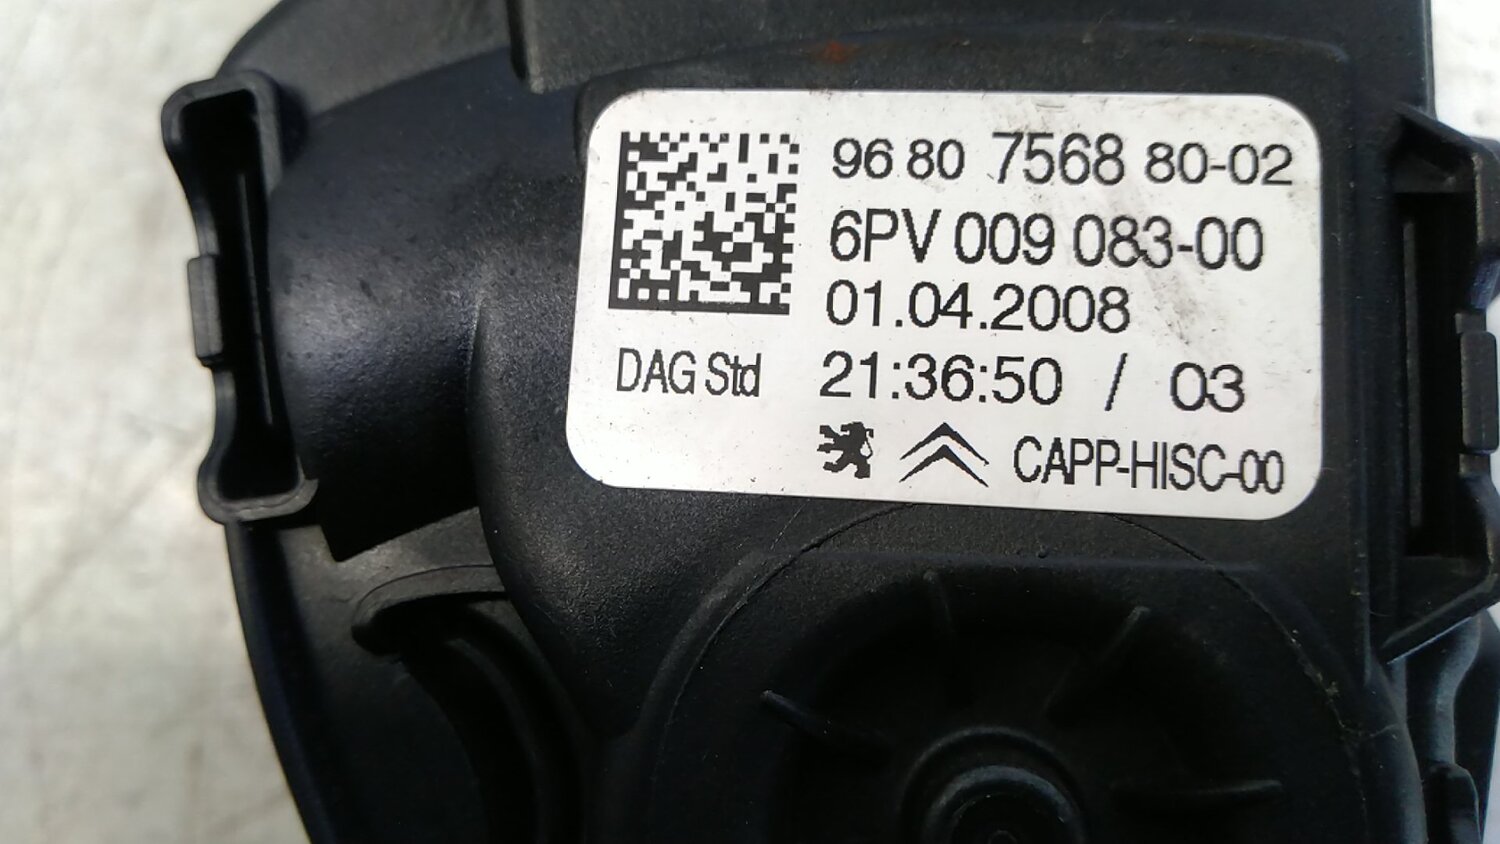 96 80 7568 80-02
6PV 009 083-00
01.04.2008
DAG Std 21:36:50 / 03
CAPP-HISC-00